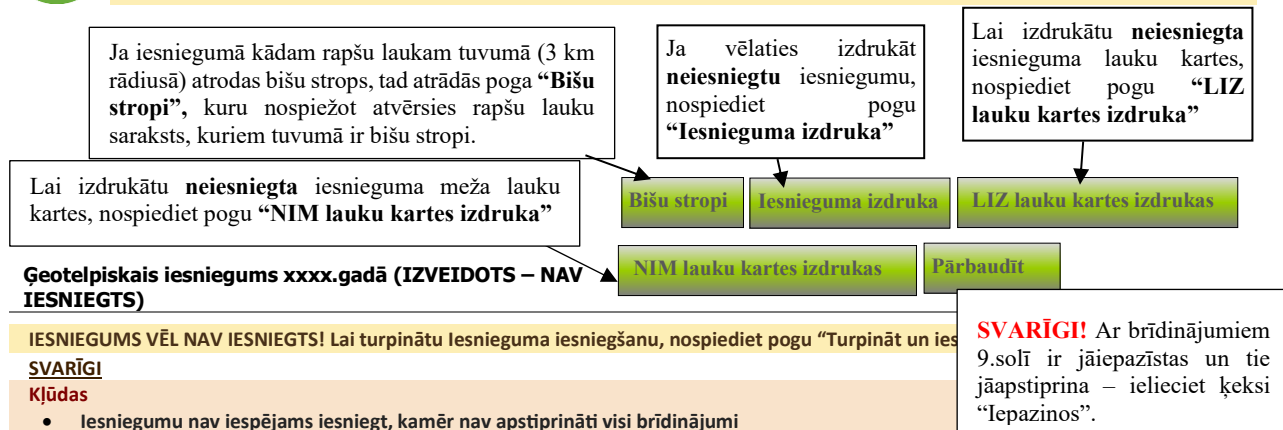 Ja iesniegumā kādam rapšu laukam tuvumā (3 km
rādiusā) atrodas bišu strops, tad atrādās poga “Bišu
stropi”, kuru nospiežot atvērsies rapšu lauku
saraksts, kuriem tuvumā ir bišu stropi.
Ja vēlaties izdrukāt
neiesniegtu iesniegumu,
nospiediet pogu
“Iesnieguma izdruka”
Lai izdrukātu neiesniegta
iesnieguma lauku kartes,
nospiediet pogu “LIZ
lauku kartes izdruka”
Lai izdrukātu neiesniegta iesnieguma meža lauku
kartes, nospiediet pogu “NIM lauku kartes izdruka”
Bišu stropi
Iesnieguma izdruka
LIZ lauku kartes izdrukas
NIM lauku kartes izdrukas
Pārbaudīt
Ģeotelpiskais iesniegums xxxx.gadā (IZVEIDOTS – NAV
IESNIEGTS)
IESNIEGUMS VĒL NAV IESNIEGTS! Lai turpinātu Iesnieguma iesniegšanu, nospiediet pogu “Turpināt un ies
SVARĪGI
Kļūdas
• Iesniegumu nav iespējams iesniegt, kamēr nav apstiprināti visi brīdinājumi
SVARĪGI! Ar brīdinājumiem
9.solī ir jāiepazīstas un tie
jāapstiprina – ielieciet ķeksi
“Iepazinos”.